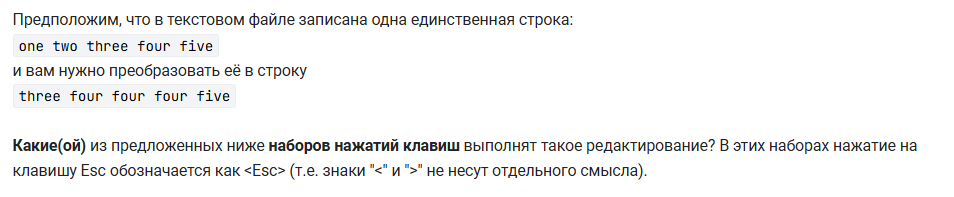 Предположим, что в текстовом файле записана одна единственная строка:
one two three four five
и вам нужно преобразовать её в строку
three four four four five
Какие(ой) из предложенных ниже наборов нажатий клавиш выполнят такое редактирование? В этих наборах нажатие на
клавишу Esc обозначается как <Esc> (т.е. знаки "<" и ">" не несут отдельного смысла).